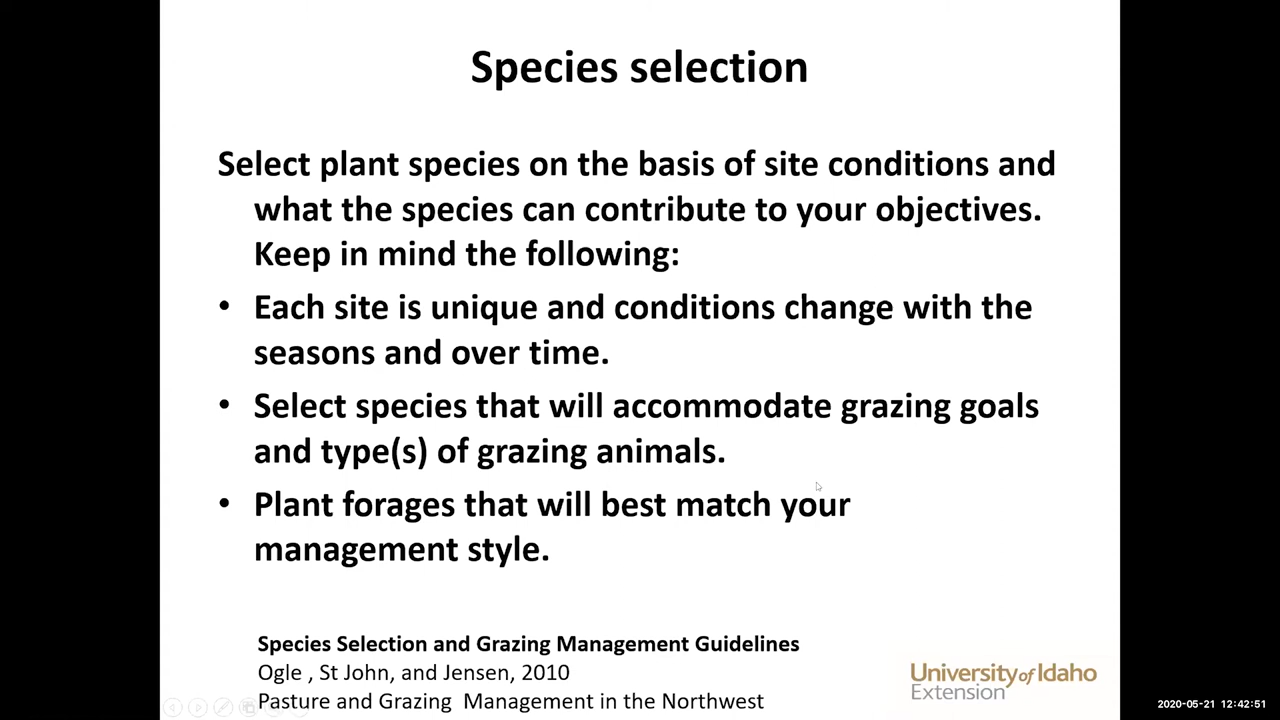 Species selection
Select plant species on the basis of site conditions and
what the species can contribute to your objectives.
Keep in mind the following:
• Each site is unique and conditions change with the
seasons and over time.
• Select species that will accommodate grazing goals
and type(s) of grazing animals.
• Plant forages that will best match your
management style.
Species Selection and Grazing Management Guidelines
Ogle , St John, and Jensen, 2010
Pasture and Grazing  Management in the Northwest
University of Idaho
Extension
2020-05-21 12:42:51